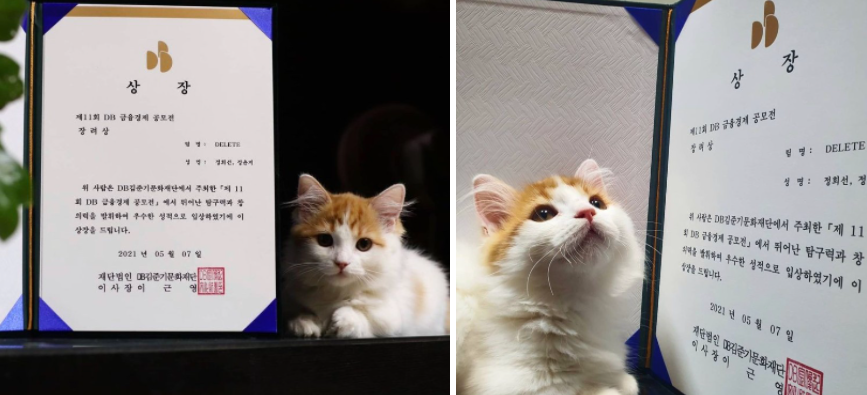 DB
상 장
제11회 DB 금융경제 공모전
장 려 상
팀 명 : DELETE
성 명 : 정희선, 강윤지
위 사람은 DB김준기문화재단에서 주최한 「제 11
회 DB 금융경제 공모전」에서 뛰어난 탐구력과 창
의력을 발휘하여 우수한 성적으로 입상하였기에 이
상장을 드립니다.
2021 년 05 월 07 일
재단법인 DB김준기문화재단
이 사 장 이 근 영
DB
상 장
제11회 DB 금융경제 공모전
장 려 상
팀 명 : DELETE
성 명 : 정희선, 정
위 사람은 DB김준기문화재단에서 주최한 「제 11
회 DB 금융경제 공모전」에서 뛰어난 탐구력과 창
의력을 발휘하여 우수한 성적으로 입상하였기에 이
상장을 드립니다.
2021 년 05 월 07 일
재단법인 DB김준기문화재단
이 사 장 이 근 영